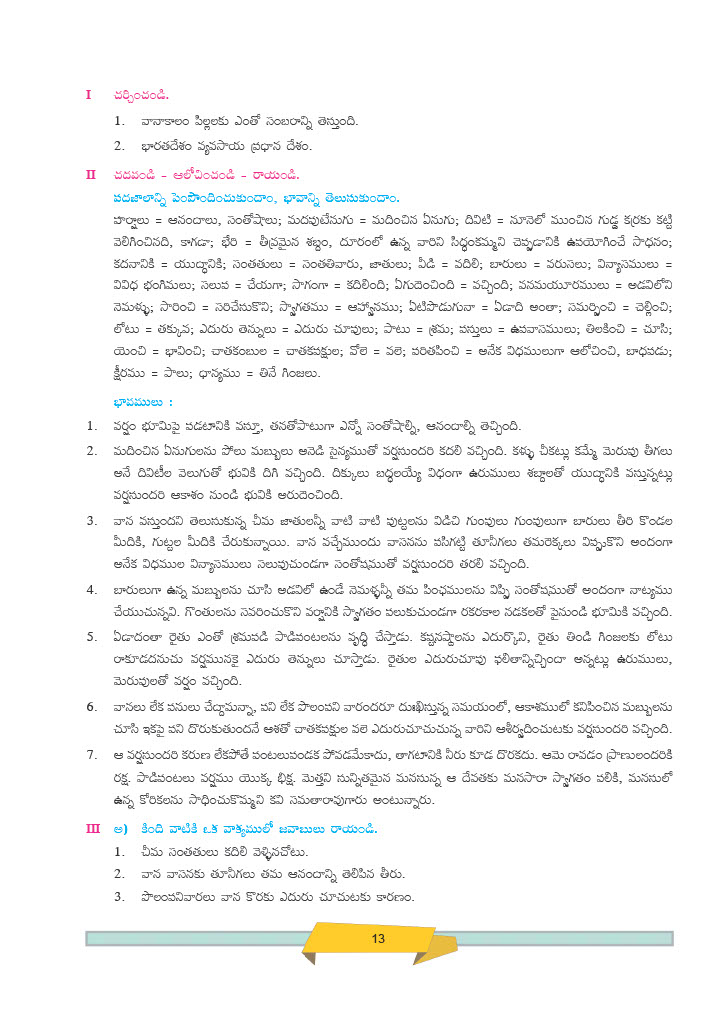 I చర్చించండి.
1. వానాకాలం పిల్లలకు ఎంతో సంబరాన్ని తెస్తుంది.
2. భారతదేశం వ్యవసాయ ప్రధాన దేశం.
II చదవండి - ఆలోచించండి - రాయండి.
పదజాలాన్ని పెంపొందించుకుందాం, భావాన్ని తెలుసుకుందాం.
హర్షాలు = ఆనందాలు, సంతోషాలు; మదవుటేనుగు = మదించిన ఏనుగు; దివిటి = నూనెలో ముంచిన గుడ్డ కర్రకు కట్టి
వెలిగించినది, కాగడా; భేరి = తీవ్రమైన శబ్దం, దూరంలో ఉన్న వారిని సిద్ధంకమ్మని చెప్పడానికి ఉపయోగించే సాధనం;
కదనానికి = యుద్ధానికి; సంతతులు = సంతతివారు, జాతులు; వీడి = వదిలి; బారులు = వరుసలు; విన్యాసములు =
వివిధ భంగిమలు; సలుప = చేయగా; సాగంగా = కదిలింది; ఏగుదెంచింది = వచ్చింది; వనమయూరములు = అడవిలోని
నెమళ్ళు; సారించి = సరిచేసుకొని; స్వాగతము = ఆహ్వానము; ఏటిపొడుగునా = ఏడాది అంతా; సమర్పించి = చెల్లించి;
లోటు = తక్కువ; ఎదురు తెన్నులు = ఎదురు చూపులు; పాటు = శ్రమ; పస్తులు = ఉపవాసములు; తిలకించి = చూసి;
యెంచి = భావించి; చాతకంబుల = చాతకపక్షుల; వోలె = వలె; పరితపించి = అనేక విధములుగా ఆలోచించి, బాధపడు;
క్షీరము = పాలు; ధాన్యము = తినే గింజలు.
భావములు :
1. వర్షం భూమిపై పడటానికి వస్తూ, తనతోపాటుగా ఎన్నో సంతోషాల్ని, ఆనందాల్ని తెచ్చింది.
2. మదించిన ఏనుగులను పోలు మబ్బులు అనెడి సైన్యముతో వర్షసుందరి కదలి వచ్చింది. కళ్ళు చీకట్లు కమ్మే మెరుపు తీగలు
అనే దివిటీల వెలుగుతో భువికి దిగి వచ్చింది. దిక్కులు బద్ధలయ్యే విధంగా ఉరుములు శబ్దాలతో యుద్ధానికి వస్తున్నట్లు
వర్షసుందరి ఆకాశం నుండి భువికి అరుదెంచింది.
3. వాన వస్తుందని తెలుసుకున్న చీమ జాతులన్నీ వాటి వాటి పుట్టలను విడిచి గుంపులు గుంపులుగా బారులు తీరి కొండల
మీదికి, గుట్టల మీదికి చేరుకున్నాయి. వాన వచ్చేముందు వాసనను పసిగట్టి తూనీగలు తమరెక్కలు విప్పుకొని అందంగా
అనేక విధముల విన్యాసములు సలుపుచుండగా సంతోషముతో వర్షసుందరి తరలి వచ్చింది.
4. బారులుగా ఉన్న మబ్బులను చూసి అడవిలో ఉండే నెమళ్ళన్నీ తమ పింఛములను విప్పి సంతోషముతో అందంగా నాట్యము
చేయుచున్నవి. గొంతులను సవరించుకొని వర్షానికి స్వాగతం పలుకుచుండగా రకరకాల నడకలతో పైనుండి భూమికి వచ్చింది.
5. ఏడాదంతా రైతు ఎంతో శ్రమపడి పాడిపంటలను వృద్ధి చేస్తాడు. కష్టనష్టాలను ఎదుర్కొని, రైతు తిండి గింజలకు లోటు
రాకూడదనుచు వర్షమునకై ఎదురు తెన్నులు చూస్తాడు. రైతుల ఎదురుచూపు ఫలితాన్నిచ్చిందా అన్నట్లు ఉరుములు,
మెరుపులతో వర్షం వచ్చింది.
6. వానలు లేక పనులు చేద్దామన్నా, పని లేక పొలంపని వారందరూ దుఃఖిస్తున్న సమయంలో, ఆకాశములో కనిపించిన మబ్బులను
చూసి ఇకపై పని దొరుకుతుందనే ఆశతో చాతకపక్షుల వలె ఎదురుచూచుచున్న వారిని ఆశీర్వదించుటకు వర్షసుందరి వచ్చింది.
7. ఆ వర్షసుందరి కరుణ లేకపోతే పంటలుపండక పోవడమేకాదు, తాగటానికి నీరు కూడ దొరకదు. ఆమె రావడం ప్రాణులందరికి
రక్ష. పాడిపంటలు వర్షము యొక్క భిక్ష. మెత్తని సున్నితమైన మనసున్న ఆ దేవతకు మనసారా స్వాగతం పలికి, మనసులో
ఉన్న కోరికలను సాధించుకొమ్మని కవి సమతారావుగారు అంటున్నారు.
III అ) కింది వాటికి ఒక వాక్యములో జవాబులు రాయండి.
1. చీమ సంతతులు కదిలి వెళ్ళినచోటు.
2. వాన వాసనకు తూనీగలు తమ ఆనందాన్ని తెలిపిన తీరు.
3. పొలంపనివారలు వాన కొరకు ఎదురు చూచుటకు కారణం.
13